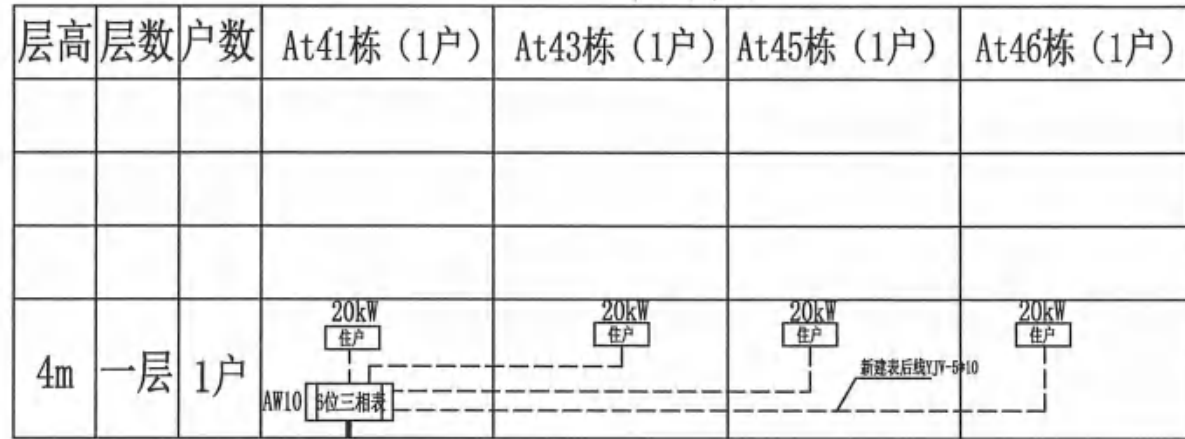 层高 层数 户数 At41栋（1户） At43栋（1户） At45栋（1户） At46栋（1户）
20kW 20kW 20kW 20kW
住户 住户 住户 住户
4m 一层 1户
新建表后线YJV-5*10
AW10 6位三相表